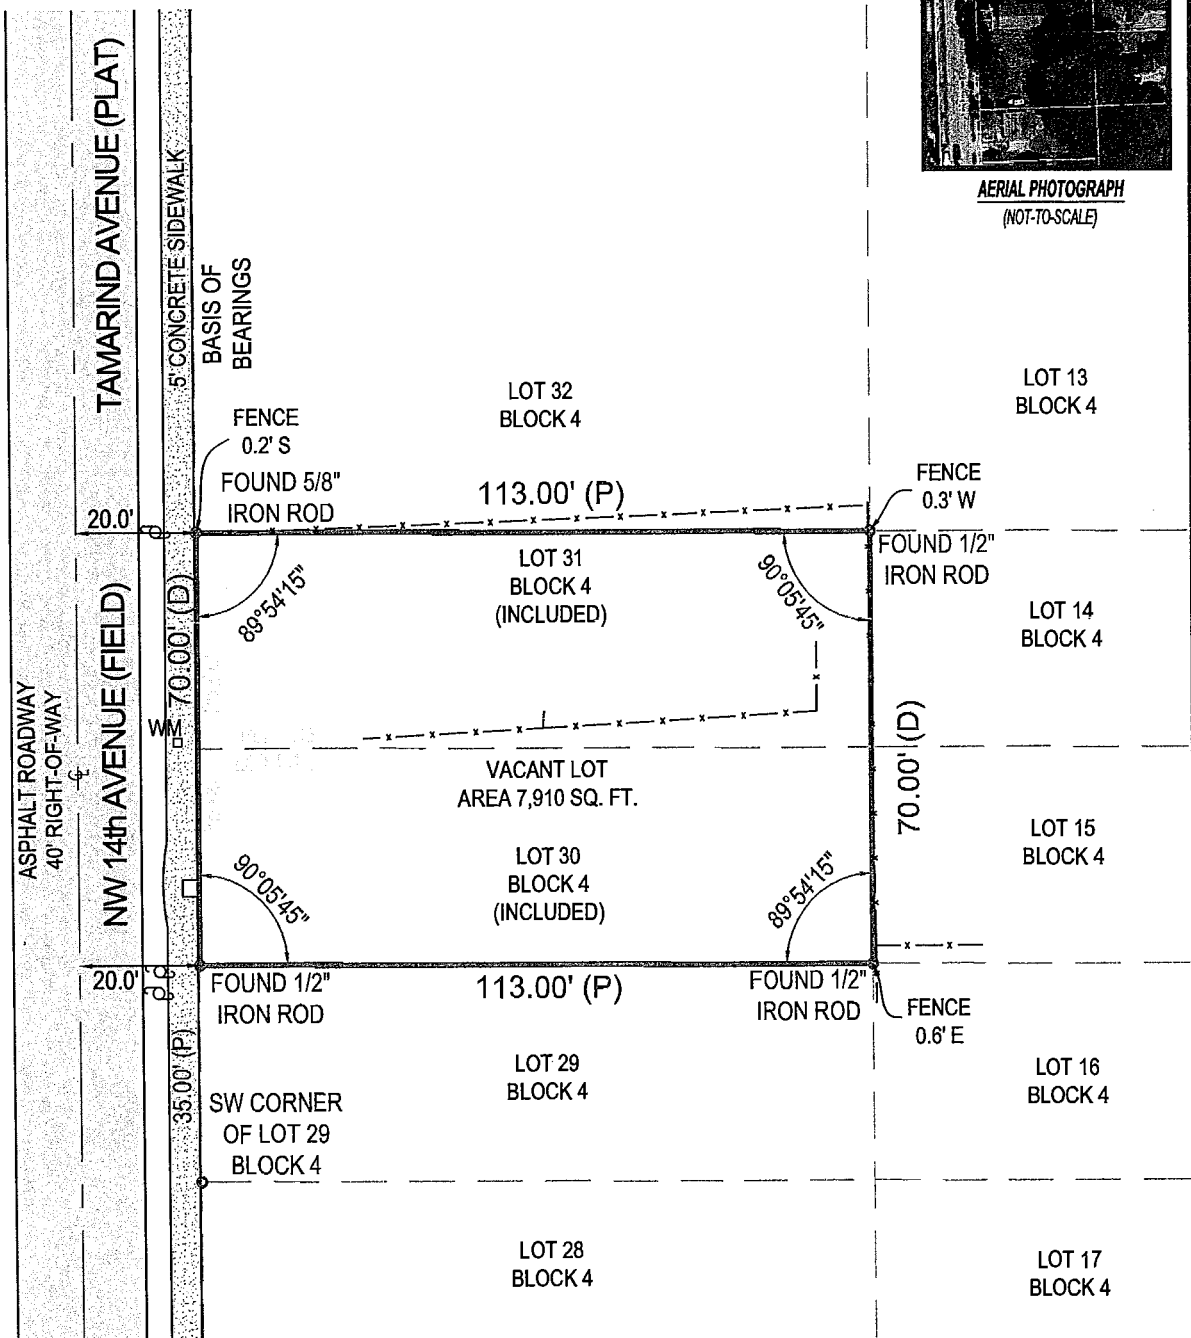 AERIAL PHOTOGRAPH
(NOT-TO-SCALE)
TAMARIND AVENUE (PLAT)
5' CONCRETE SIDEWALK
BASIS OF
BEARINGS
LOT 32
BLOCK 4
LOT 13
BLOCK 4
FENCE
0.2' S
FOUND 5/8"
IRON ROD
113.00' (P)
FENCE
0.3' W
20.0'
FOUND 1/2"
IRON ROD
LOT 31
BLOCK 4
(INCLUDED)
89°54'15"
90°05'45"
LOT 14
BLOCK 4
70.00' (D)
NW 14th AVENUE (FIELD)
ASPHALT ROADWAY
40' RIGHT-OF-WAY
WM
VACANT LOT
AREA 7,910 SQ. FT.
70.00' (D)
LOT 15
BLOCK 4
LOT 30
BLOCK 4
(INCLUDED)
90°05'45"
89°54'15"
20.0'
FOUND 1/2"
IRON ROD
113.00' (P)
FOUND 1/2"
IRON ROD
FENCE
0.6' E
35.00' (P)
LOT 29
BLOCK 4
LOT 16
BLOCK 4
SW CORNER
OF LOT 29
BLOCK 4
LOT 28
BLOCK 4
LOT 17
BLOCK 4